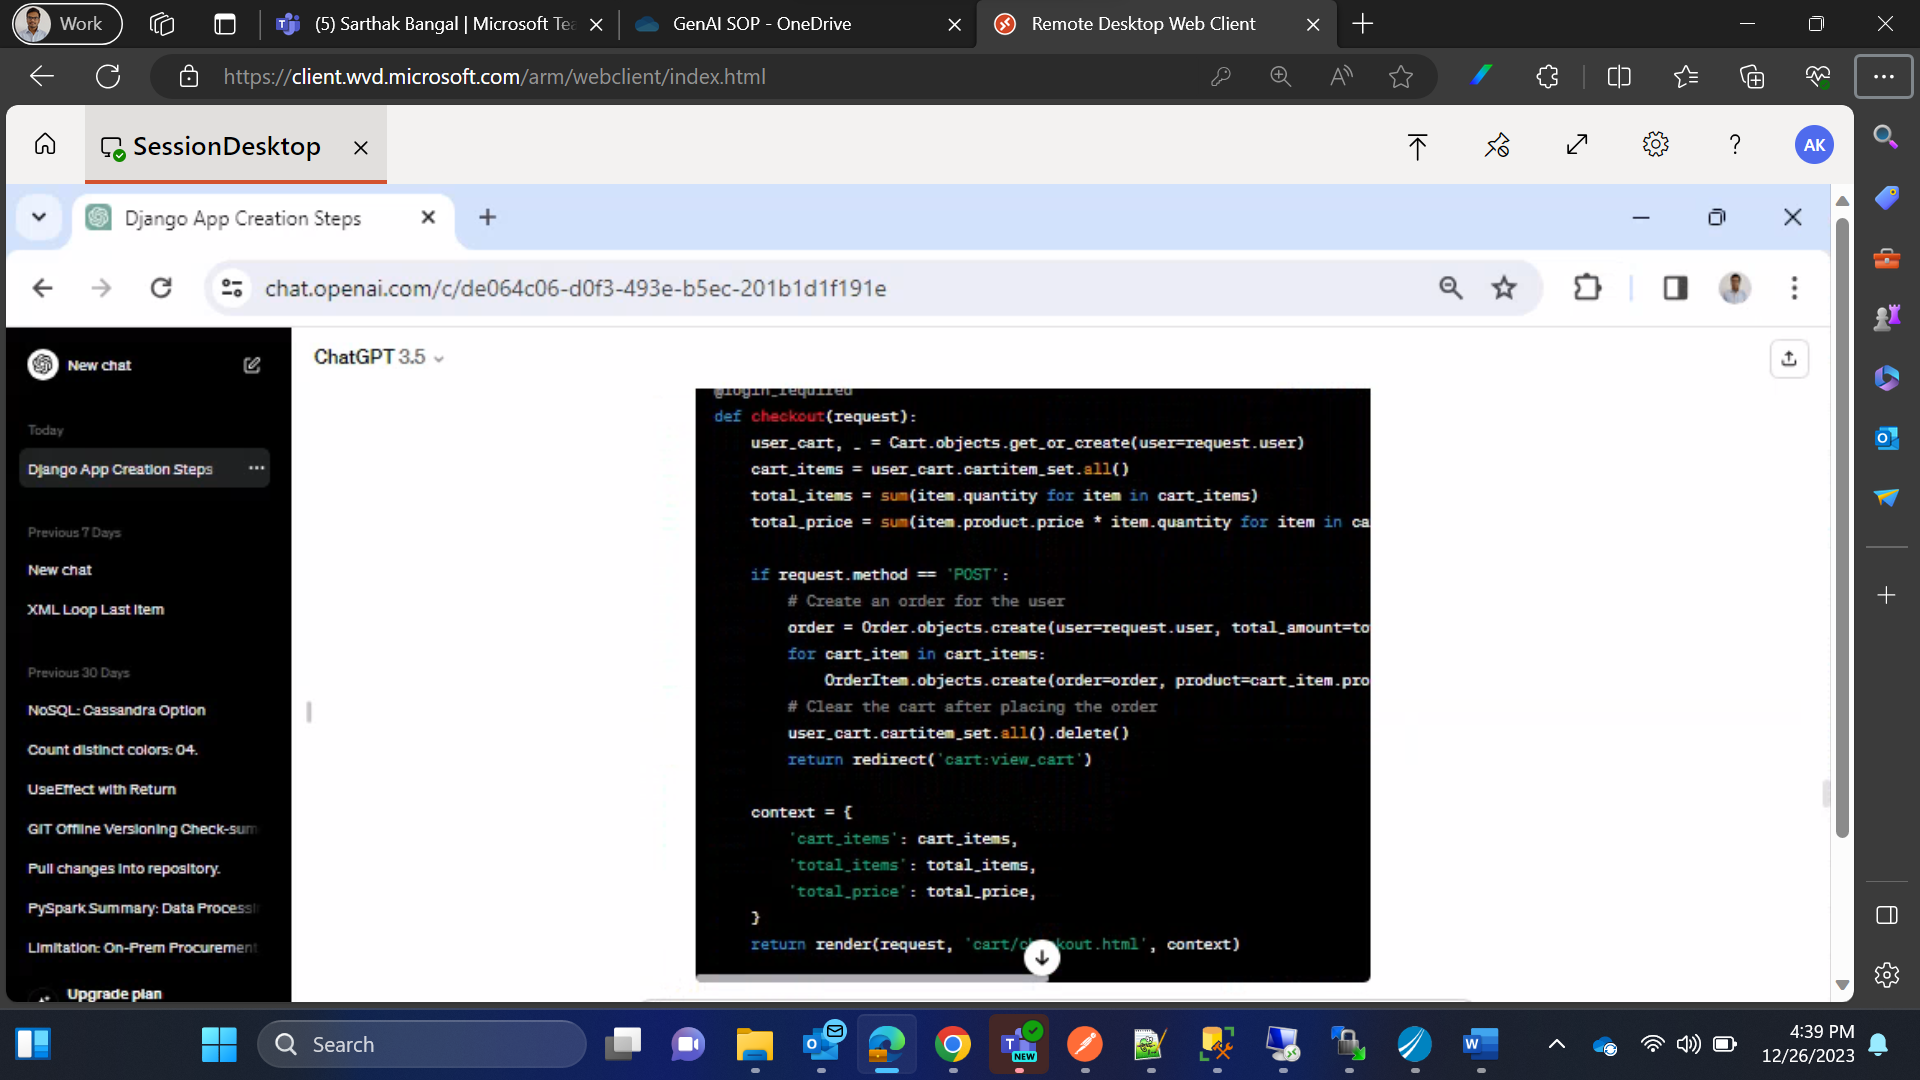 Work
(5) Sarthak Bangal | Microsoft Tea
GenAI SOP - OneDrive
Remote Desktop Web Client
https://client.wvd.microsoft.com/arm/webclient/index.html
SessionDesktop
AK
Django App Creation Steps
chat.openai.com/c/de064c06-d0f3-493e-b5ec-201b1d1f191e
New chat
ChatGPT 3.5
Today
Django App Creation Steps
Previous 7 Days
New chat
XML Loop Last Item
Previous 30 Days
NoSQL: Cassandra Option
Count distinct colors: 04.
UseEffect with Return
GIT Offline Versioning Check-sum
Pull changes into repository.
PySpark Summary: Data Processi
Limitation: On-Prem Procurement
Upgrade plan
@login_required
def checkout(request):
user_cart, _ = Cart.objects.get_or_create(user=request.user)
cart_items = user_cart.cartitem_set.all()
total_items = sum(item.quantity for item in cart_items)
total_price = sum(item.product.price * item.quantity for item in ca
if request.method == 'POST':
# Create an order for the user
order = Order.objects.create(user=request.user, total_amount=to
for cart_item in cart_items:
OrderItem.objects.create(order=order, product=cart_item.pro
# Clear the cart after placing the order
user_cart.cartitem_set.all().delete()
return redirect('cart:view_cart')
context = {
'cart_items': cart_items,
'total_items': total_items,
'total_price': total_price,
}
return render(request, 'cart/checkout.html', context)
Search
NEW
4:39 PM
12/26/2023